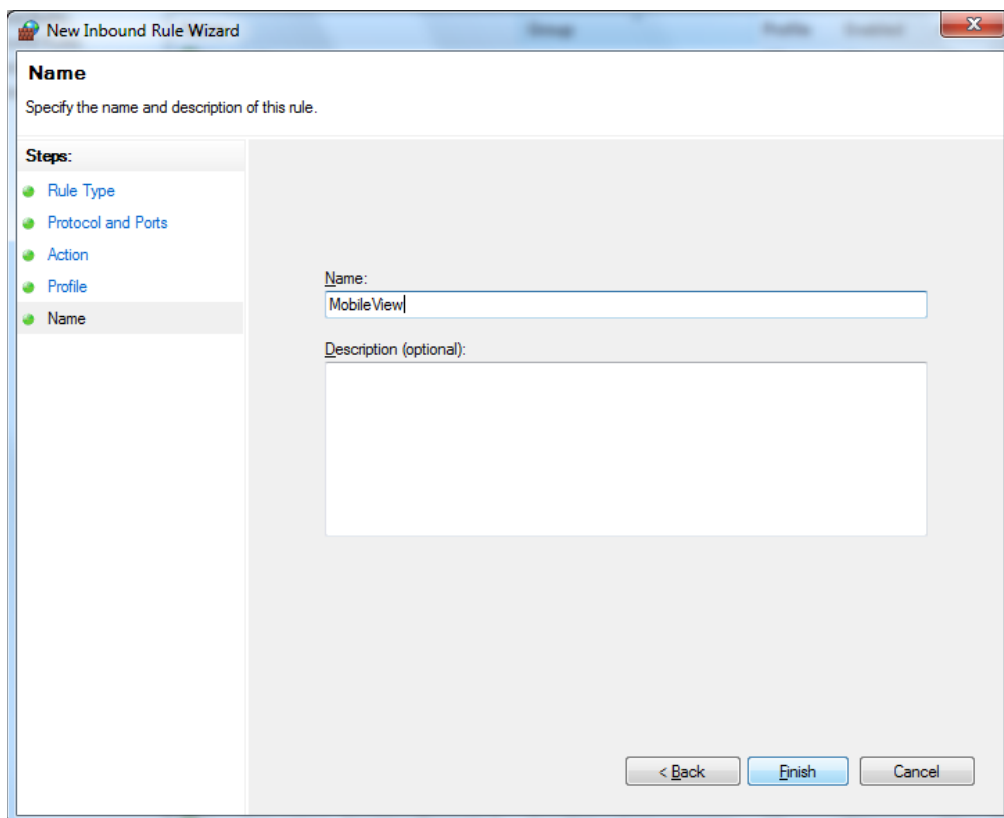 New Inbound Rule Wizard
Name
Specify the name and description of this rule.
Steps:
Rule Type
Protocol and Ports
Action
Profile
Name
Name:
MobileView
Description (optional):
< Back
Finish
Cancel